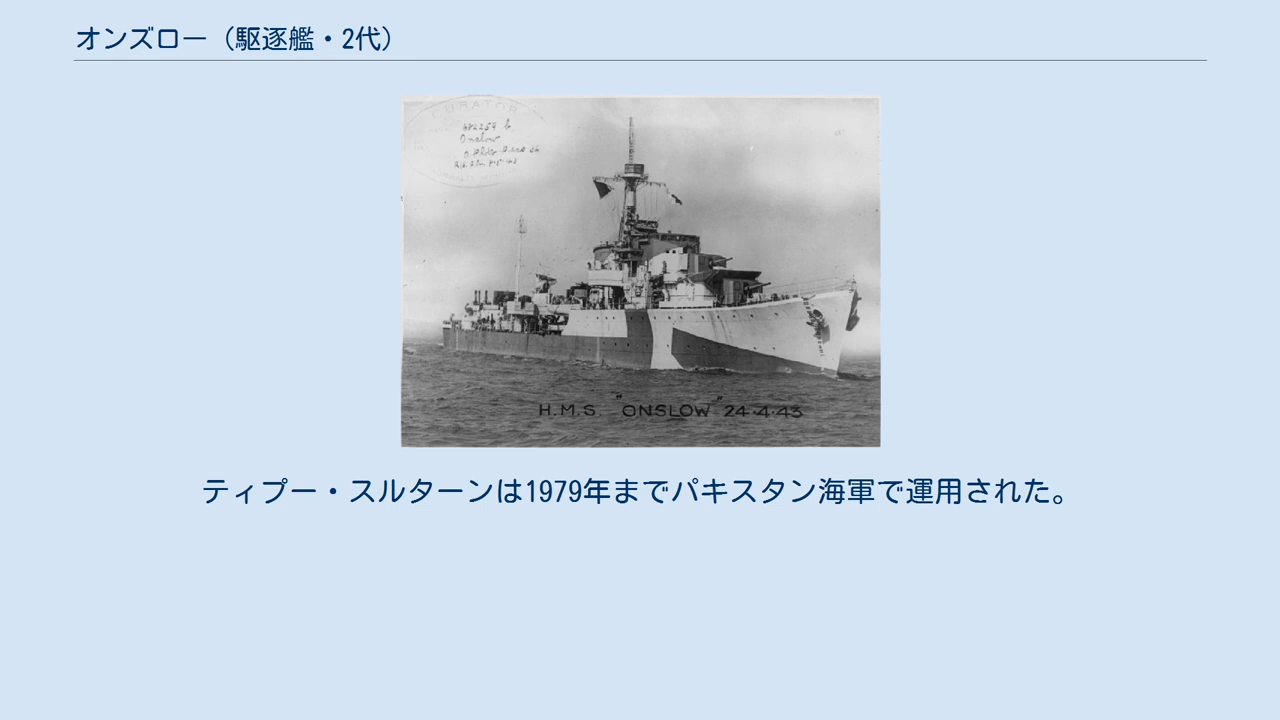 オンズロー（駆逐艦・2代）
CURATOR
Onslow
H.M.S. "ONSLOW" 24·4·43
ティプー・スルターンは1979年までパキスタン海軍で運用された。